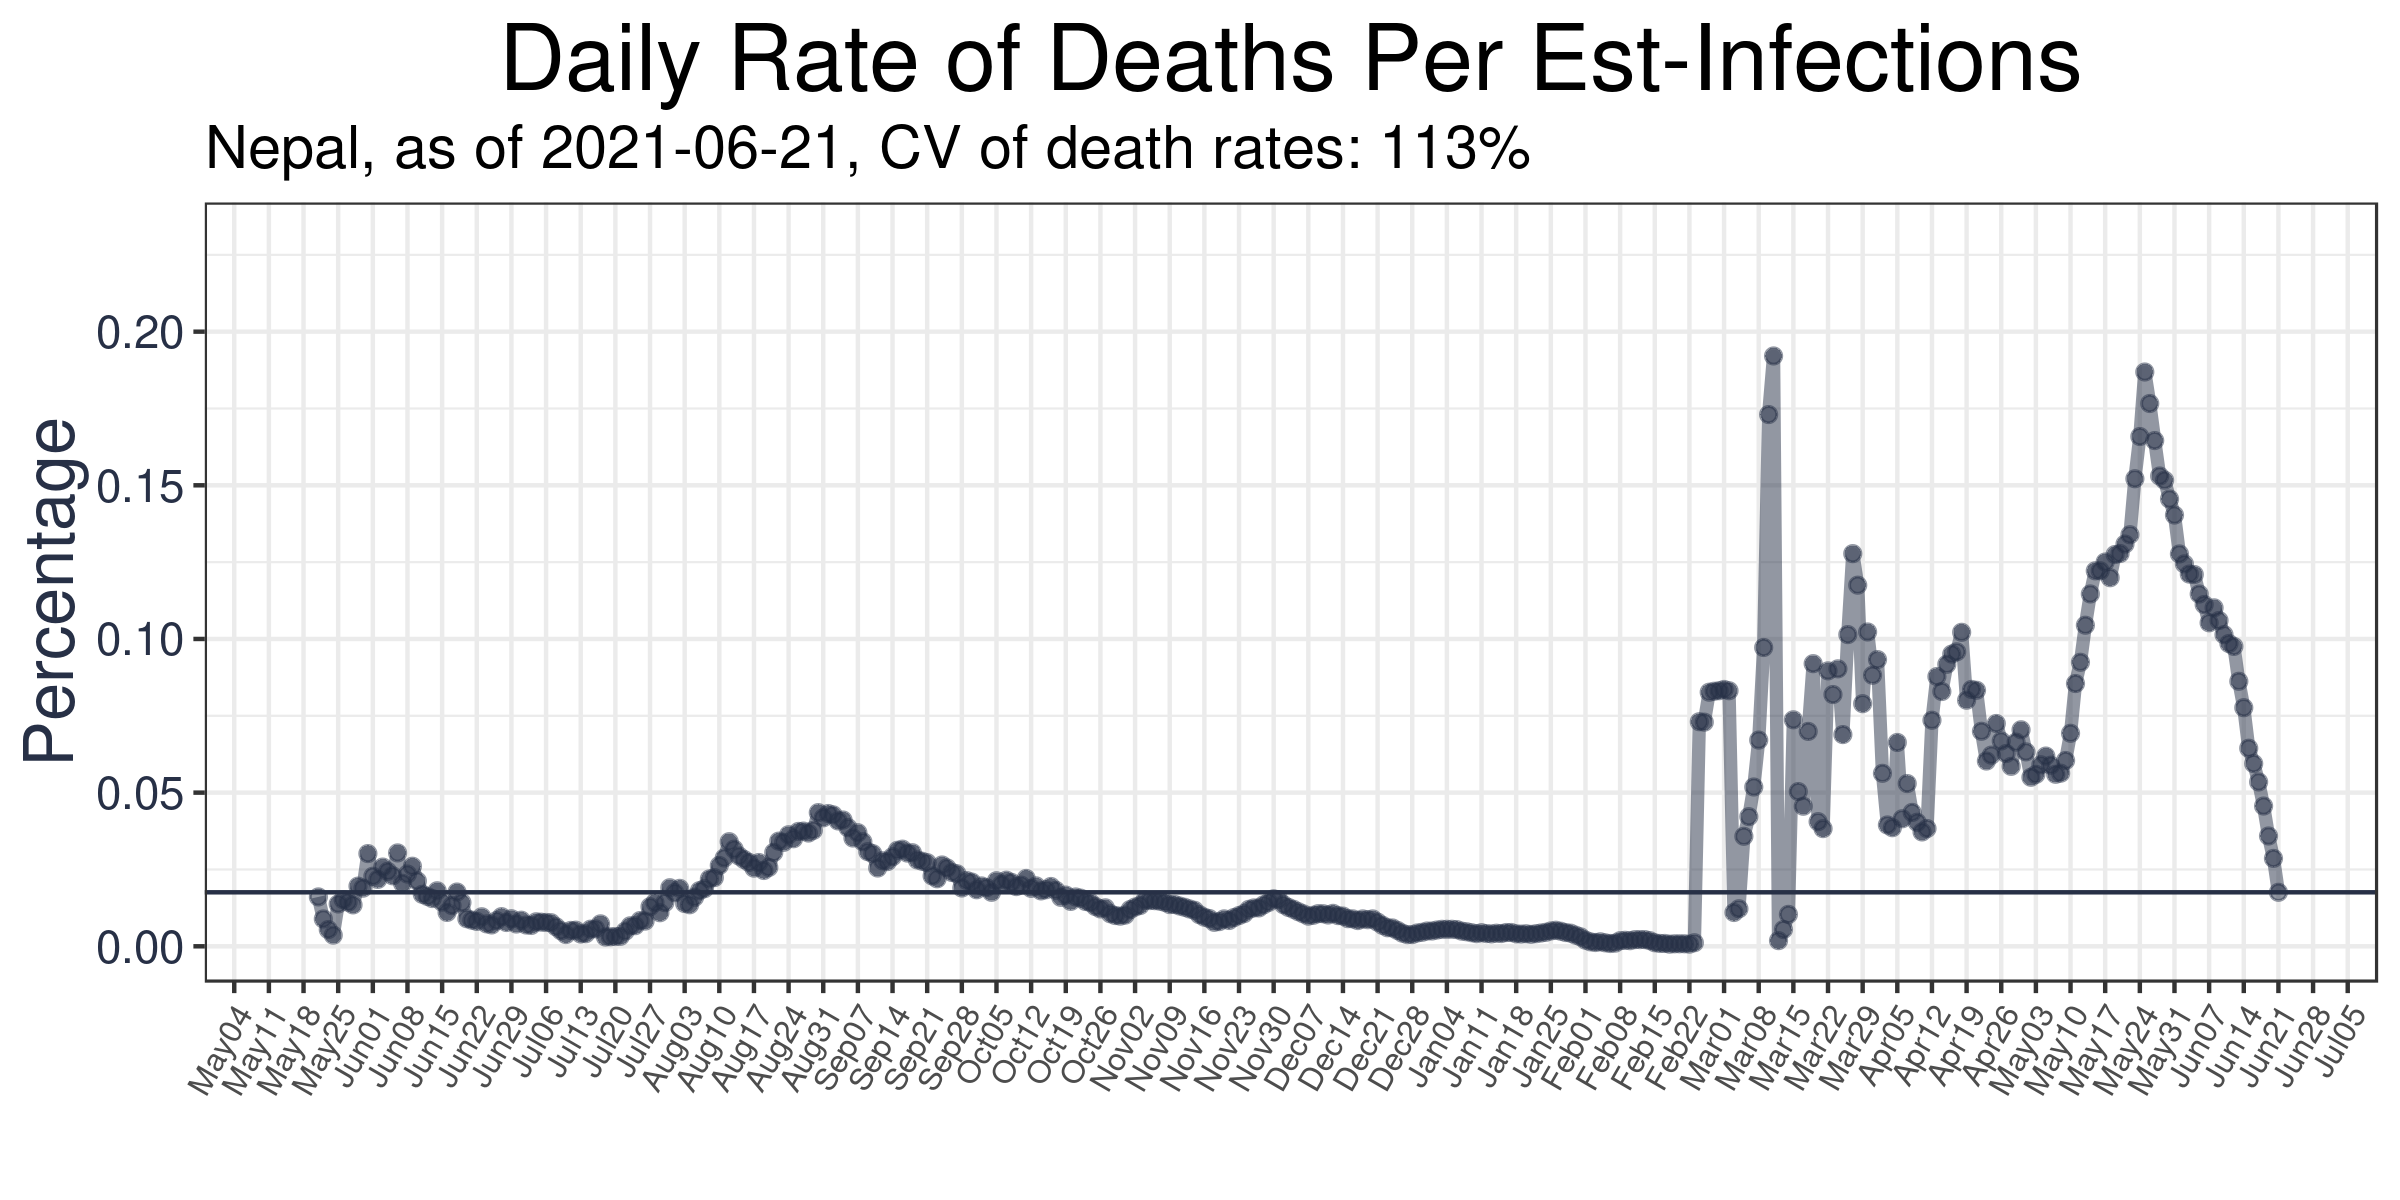 Daily Rate of Deaths Per Est-Infections
Nepal, as of 2021-06-21, CV of death rates: 113%
Percentage
0.20
0.15
0.10
0.05
0.00
May04
May11
May18
May25
Jun01
Jun08
Jun15
Jun22
Jun29
Jul06
Jul13
Jul20
Jul27
Aug03
Aug10
Aug17
Aug24
Aug31
Sep07
Sep14
Sep21
Sep28
Oct05
Oct12
Oct19
Oct26
Nov02
Nov09
Nov16
Nov23
Nov30
Dec07
Dec14
Dec21
Dec28
Jan04
Jan11
Jan18
Jan25
Feb01
Feb08
Feb15
Feb22
Mar01
Mar08
Mar15
Mar22
Mar29
Apr05
Apr12
Apr19
Apr26
May03
May10
May17
May24
May31
Jun07
Jun14
Jun21
Jun28
Jul05